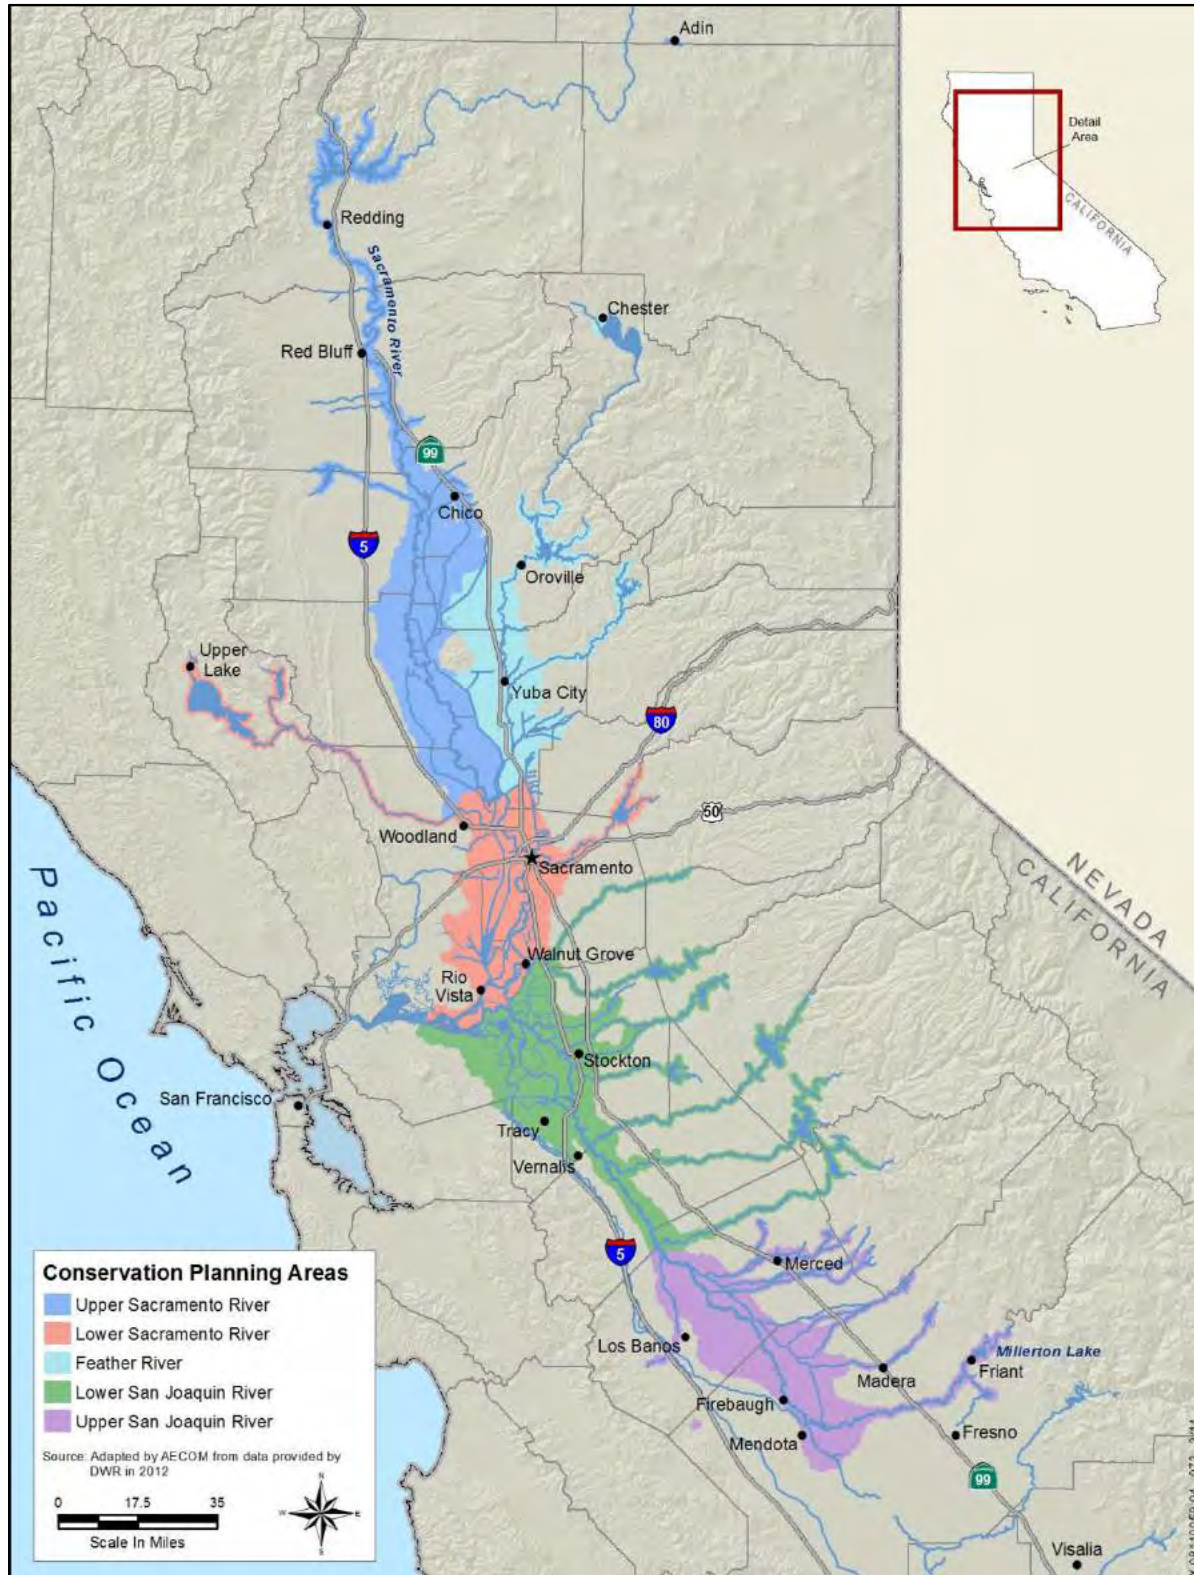 Adin
Detail
Area
CALIFORNIA
Redding
Sacramento River
Chester
Red Bluff
99
Chico
5
Oroville
Upper
Lake
Yuba City
80
50
Woodland
Sacramento
NEVADA
CALIFORNIA
Pacific Ocean
Walnut Grove
Rio
Vista
Stockton
San Francisco
Tracy
Vernalis
5
Merced
Los Banos
Millerton Lake
Friant
Madera
Firebaugh
Fresno
Mendota
99
Visalia
Conservation Planning Areas
Upper Sacramento River
Lower Sacramento River
Feather River
Lower San Joaquin River
Upper San Joaquin River
Source: Adapted by AECOM from data provided by
DWR in 2012
N
W
E
S
0 17.5 35
Scale In Miles